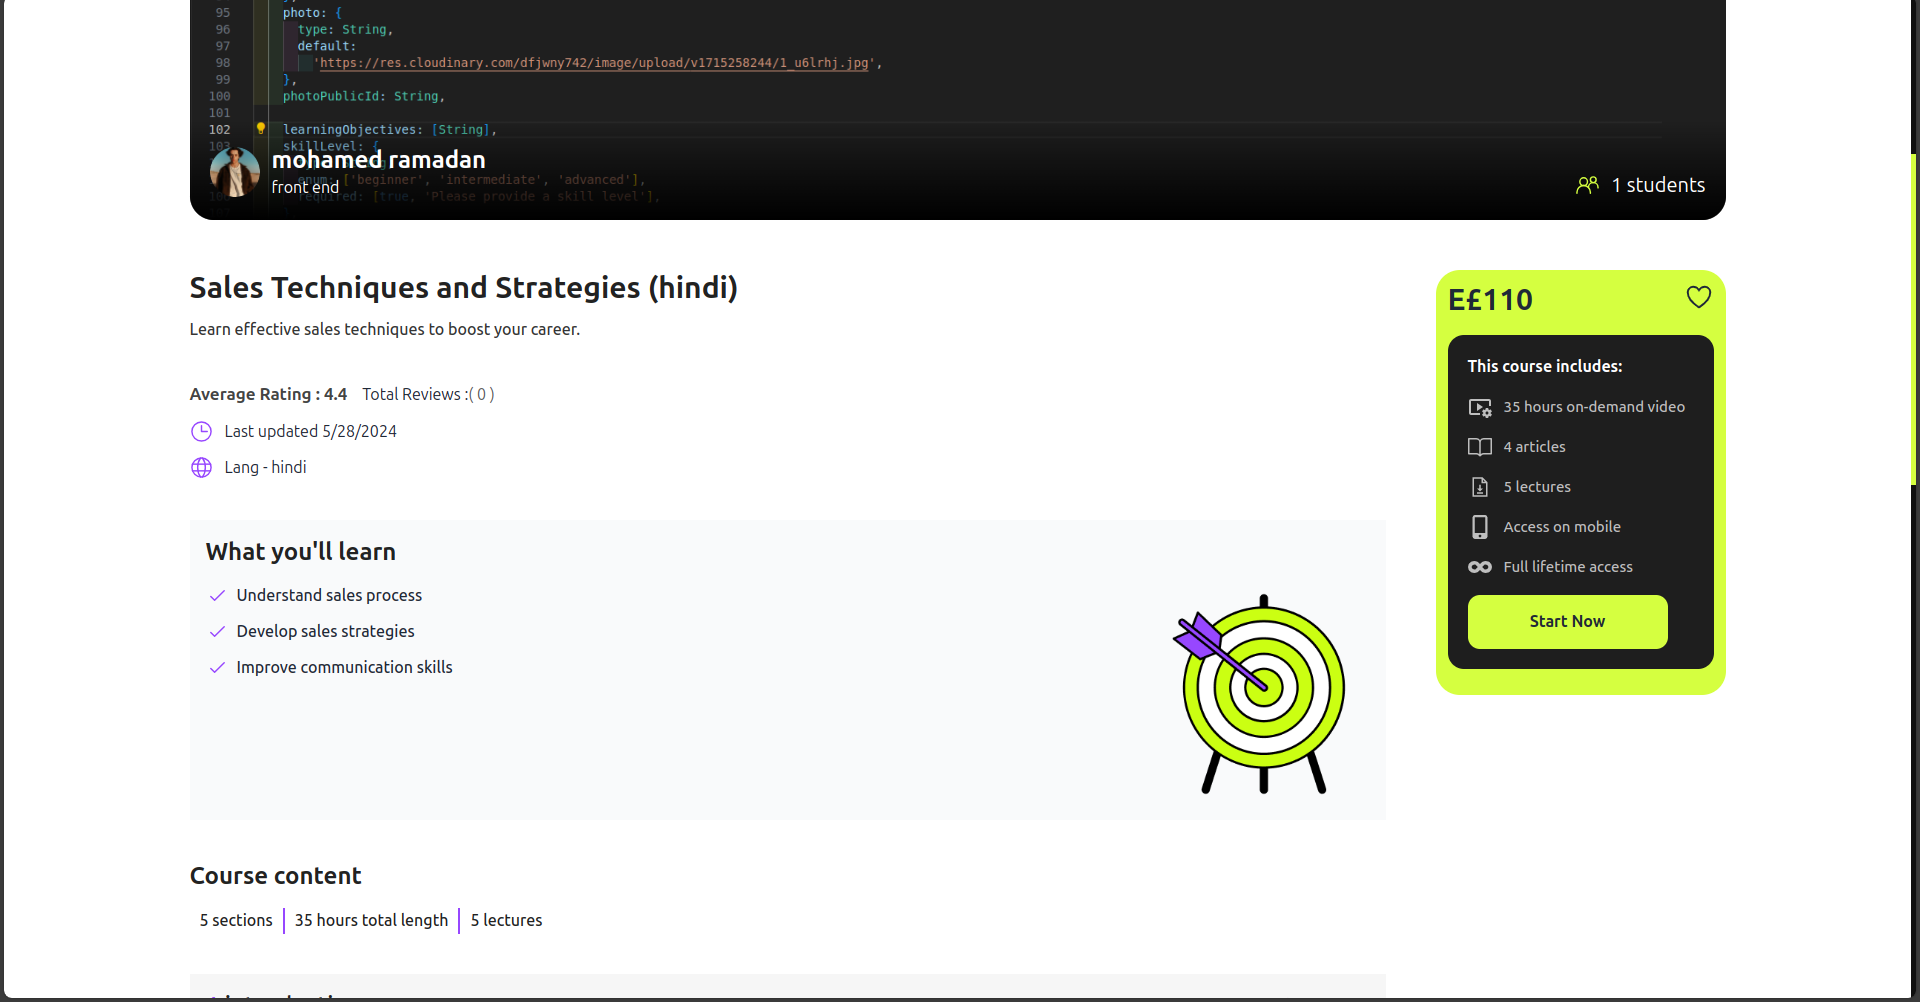 95 photo: {
96 type: String,
97 default:
98 'https://res.cloudinary.com/dfjwny742/image/upload/v1715258244/1_u6lrhj.jpg',
99 },
100 photoPublicId: String,
101
102 learningObjectives: [String],
103 skillLevel: {
mohamed ramadan
enum: ['beginner', 'intermediate', 'advanced'],
front end
1 students
required: [true, 'Please provide a skill level'],
Sales Techniques and Strategies (hindi)
Learn effective sales techniques to boost your career.
Average Rating : 4.4 Total Reviews :( 0 )
Last updated 5/28/2024
Lang - hindi
What you'll learn
Understand sales process
Develop sales strategies
Improve communication skills
E£110
This course includes:
35 hours on-demand video
4 articles
5 lectures
Access on mobile
Full lifetime access
Start Now
Course content
5 sections 35 hours total length 5 lectures